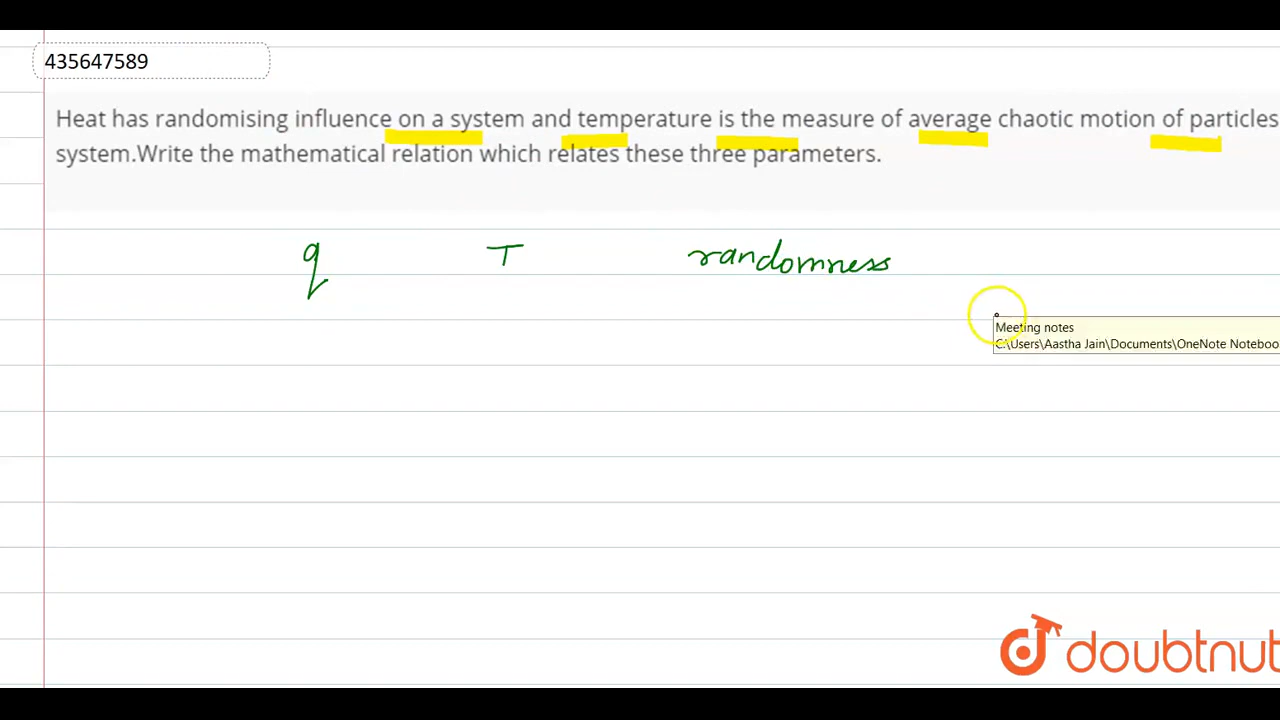 435647589
Heat has randomising influence on a system and temperature is the measure of average chaotic motion of particles
system.Write the mathematical relation which relates these three parameters.
q T randomness
Meeting notes
C:\Users\Aastha Jain\Documents\OneNote Noteboo
doubtnut